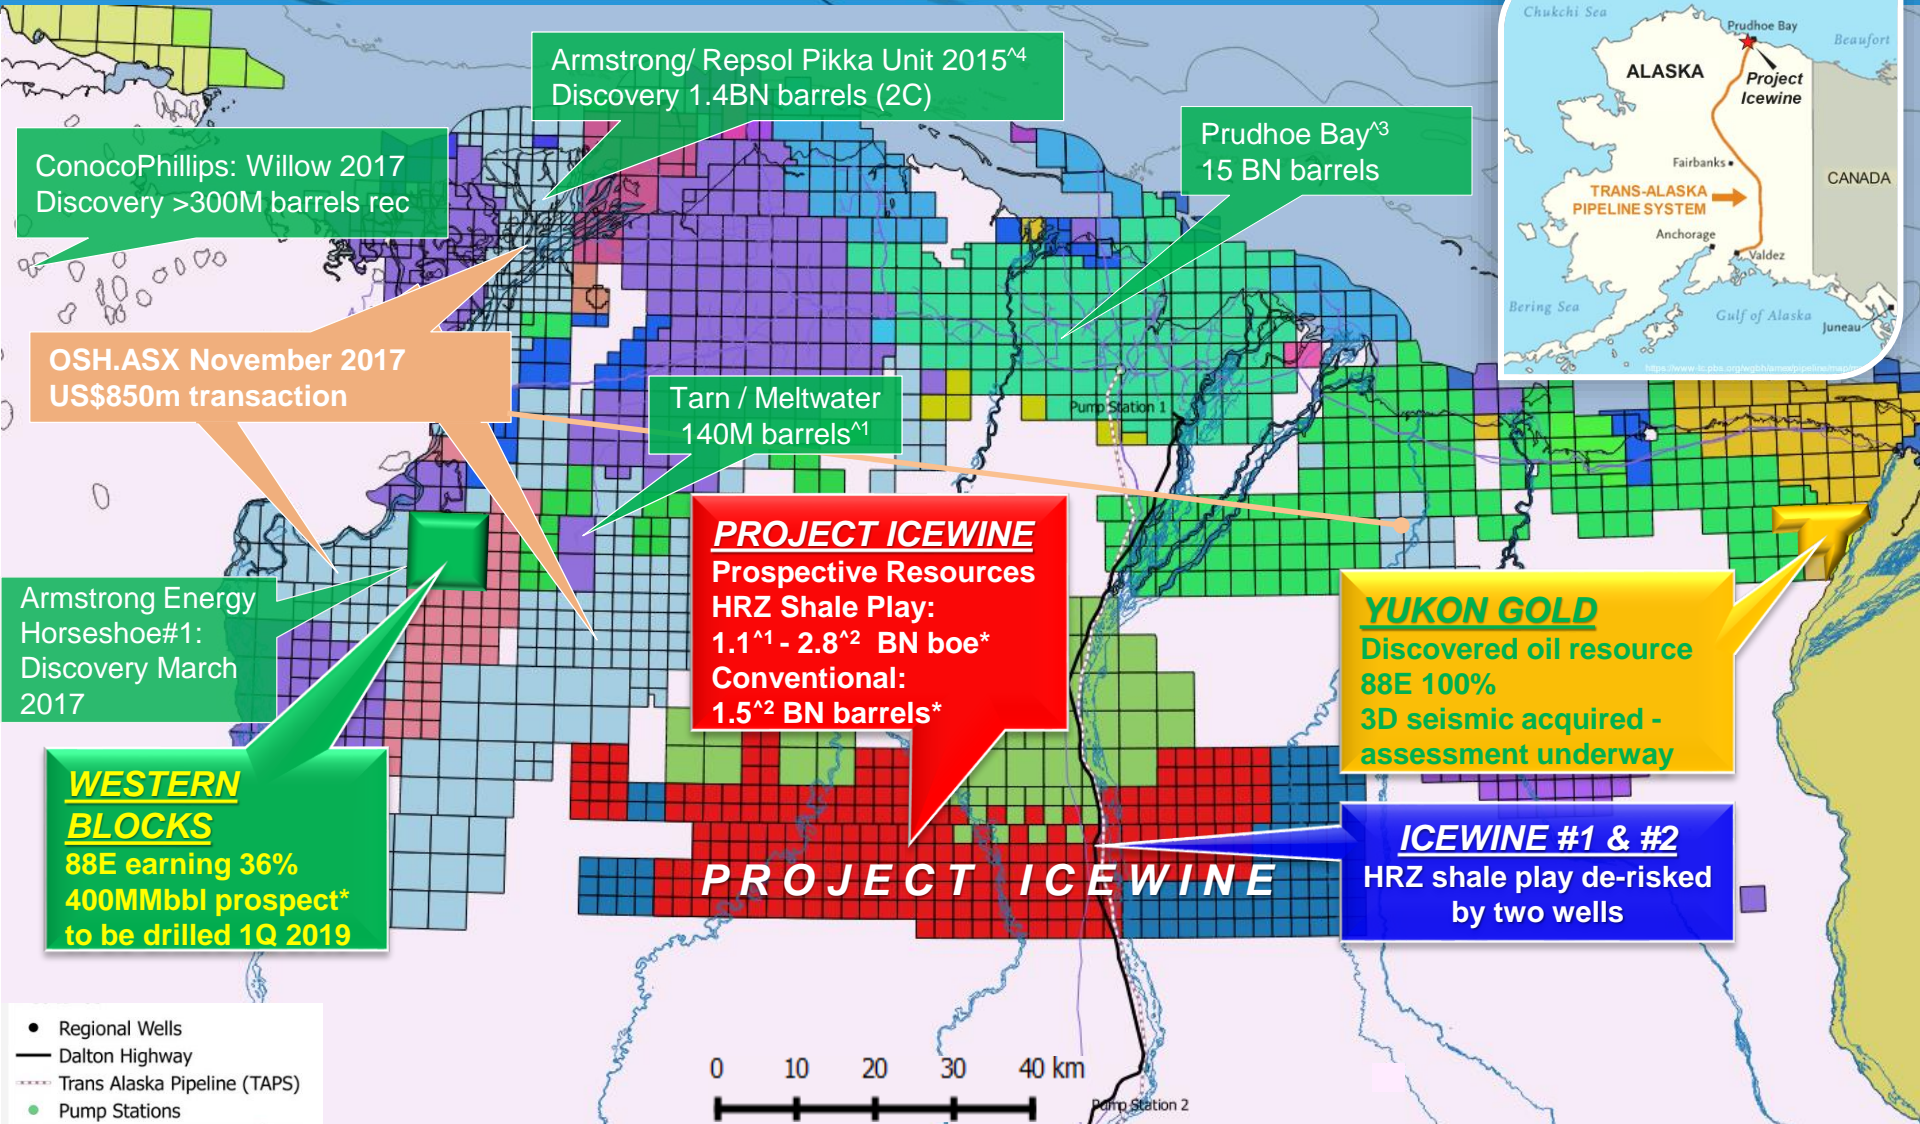 Chukchi Sea
Prudhoe Bay
Beaufort
ALASKA
Project
Icewine
Fairbanks
CANADA
TRANS-ALASKA
PIPELINE SYSTEM
Anchorage
Valdez
Bering Sea
Gulf of Alaska
Juneau
Armstrong/ Repsol Pikka Unit 2015^4
Discovery 1.4BN barrels (2C)
Prudhoe Bay^3
15 BN barrels
ConocoPhillips: Willow 2017
Discovery >300M barrels rec
OSH.ASX November 2017
US$850m transaction
Tarn / Meltwater
140M barrels^1
Pump Station 1
PROJECT ICEWINE
Prospective Resources
HRZ Shale Play:
1.1^1 - 2.8^2 BN boe*
Conventional:
1.5^2 BN barrels*
Armstrong Energy
Horseshoe#1:
Discovery March
2017
YUKON GOLD
Discovered oil resource
88E 100%
3D seismic acquired -
assessment underway
WESTERN
BLOCKS
88E earning 36%
400MMbbl prospect*
to be drilled 1Q 2019
ICEWINE #1 & #2
HRZ shale play de-risked
by two wells
PROJECT ICEWINE
Regional Wells
Dalton Highway
Trans Alaska Pipeline (TAPS)
Pump Stations
0 10 20 30 40 km
Pump Station 2